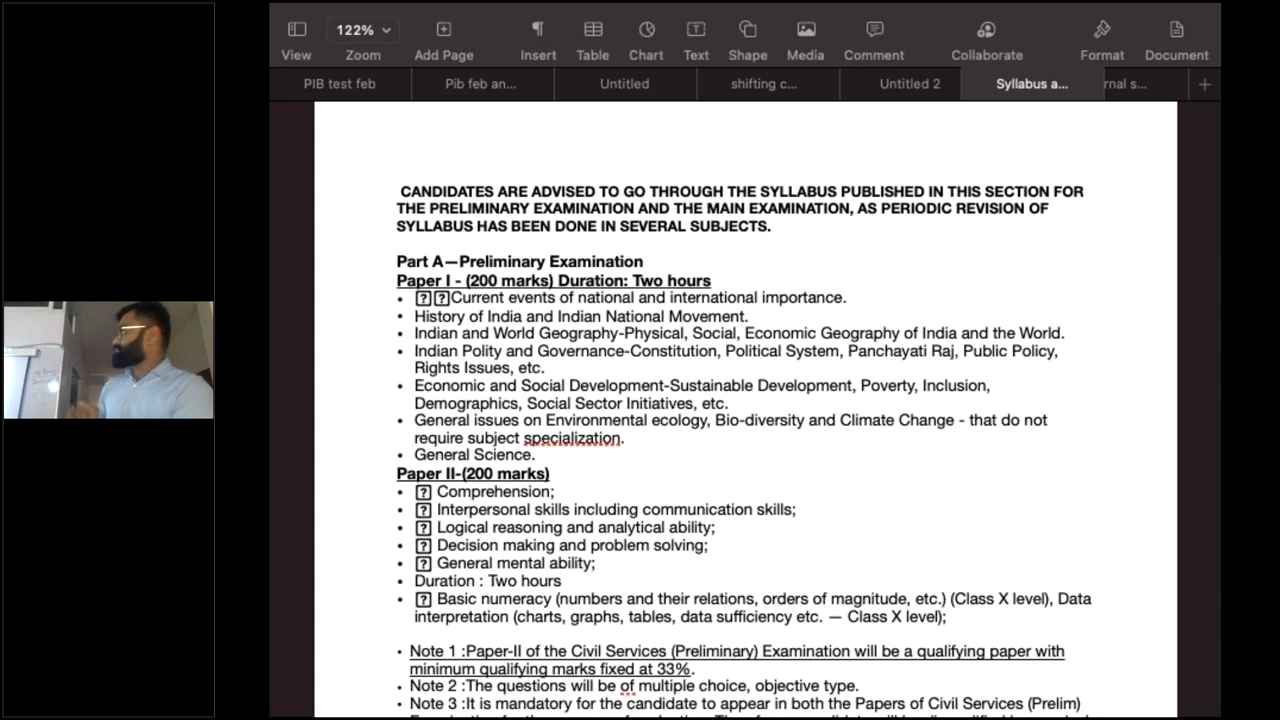 122%
View
Zoom
Add Page
Insert
Table
Chart
Text
Shape
Media
Comment
Collaborate
Format
Document
PIB test feb
Pib feb an...
Untitled
shifting c...
Untitled 2
Syllabus a...
rnal s...
CANDIDATES ARE ADVISED TO GO THROUGH THE SYLLABUS PUBLISHED IN THIS SECTION FOR
THE PRELIMINARY EXAMINATION AND THE MAIN EXAMINATION, AS PERIODIC REVISION OF
SYLLABUS HAS BEEN DONE IN SEVERAL SUBJECTS.
Part A—Preliminary Examination
Paper I - (200 marks) Duration: Two hours
• ⍰⍰Current events of national and international importance.
• History of India and Indian National Movement.
• Indian and World Geography-Physical, Social, Economic Geography of India and the World.
• Indian Polity and Governance-Constitution, Political System, Panchayati Raj, Public Policy,
Rights Issues, etc.
• Economic and Social Development-Sustainable Development, Poverty, Inclusion,
Demographics, Social Sector Initiatives, etc.
• General issues on Environmental ecology, Bio-diversity and Climate Change - that do not
require subject specialization.
• General Science.
Paper II-(200 marks)
• ⍰ Comprehension;
• ⍰ Interpersonal skills including communication skills;
• ⍰ Logical reasoning and analytical ability;
• ⍰ Decision making and problem solving;
• ⍰ General mental ability;
• Duration : Two hours
• ⍰ Basic numeracy (numbers and their relations, orders of magnitude, etc.) (Class X level), Data
interpretation (charts, graphs, tables, data sufficiency etc. — Class X level);
• Note 1 :Paper-II of the Civil Services (Preliminary) Examination will be a qualifying paper with
minimum qualifying marks fixed at 33%.
• Note 2 :The questions will be of multiple choice, objective type.
• Note 3 :It is mandatory for the candidate to appear in both the Papers of Civil Services (Prelim)